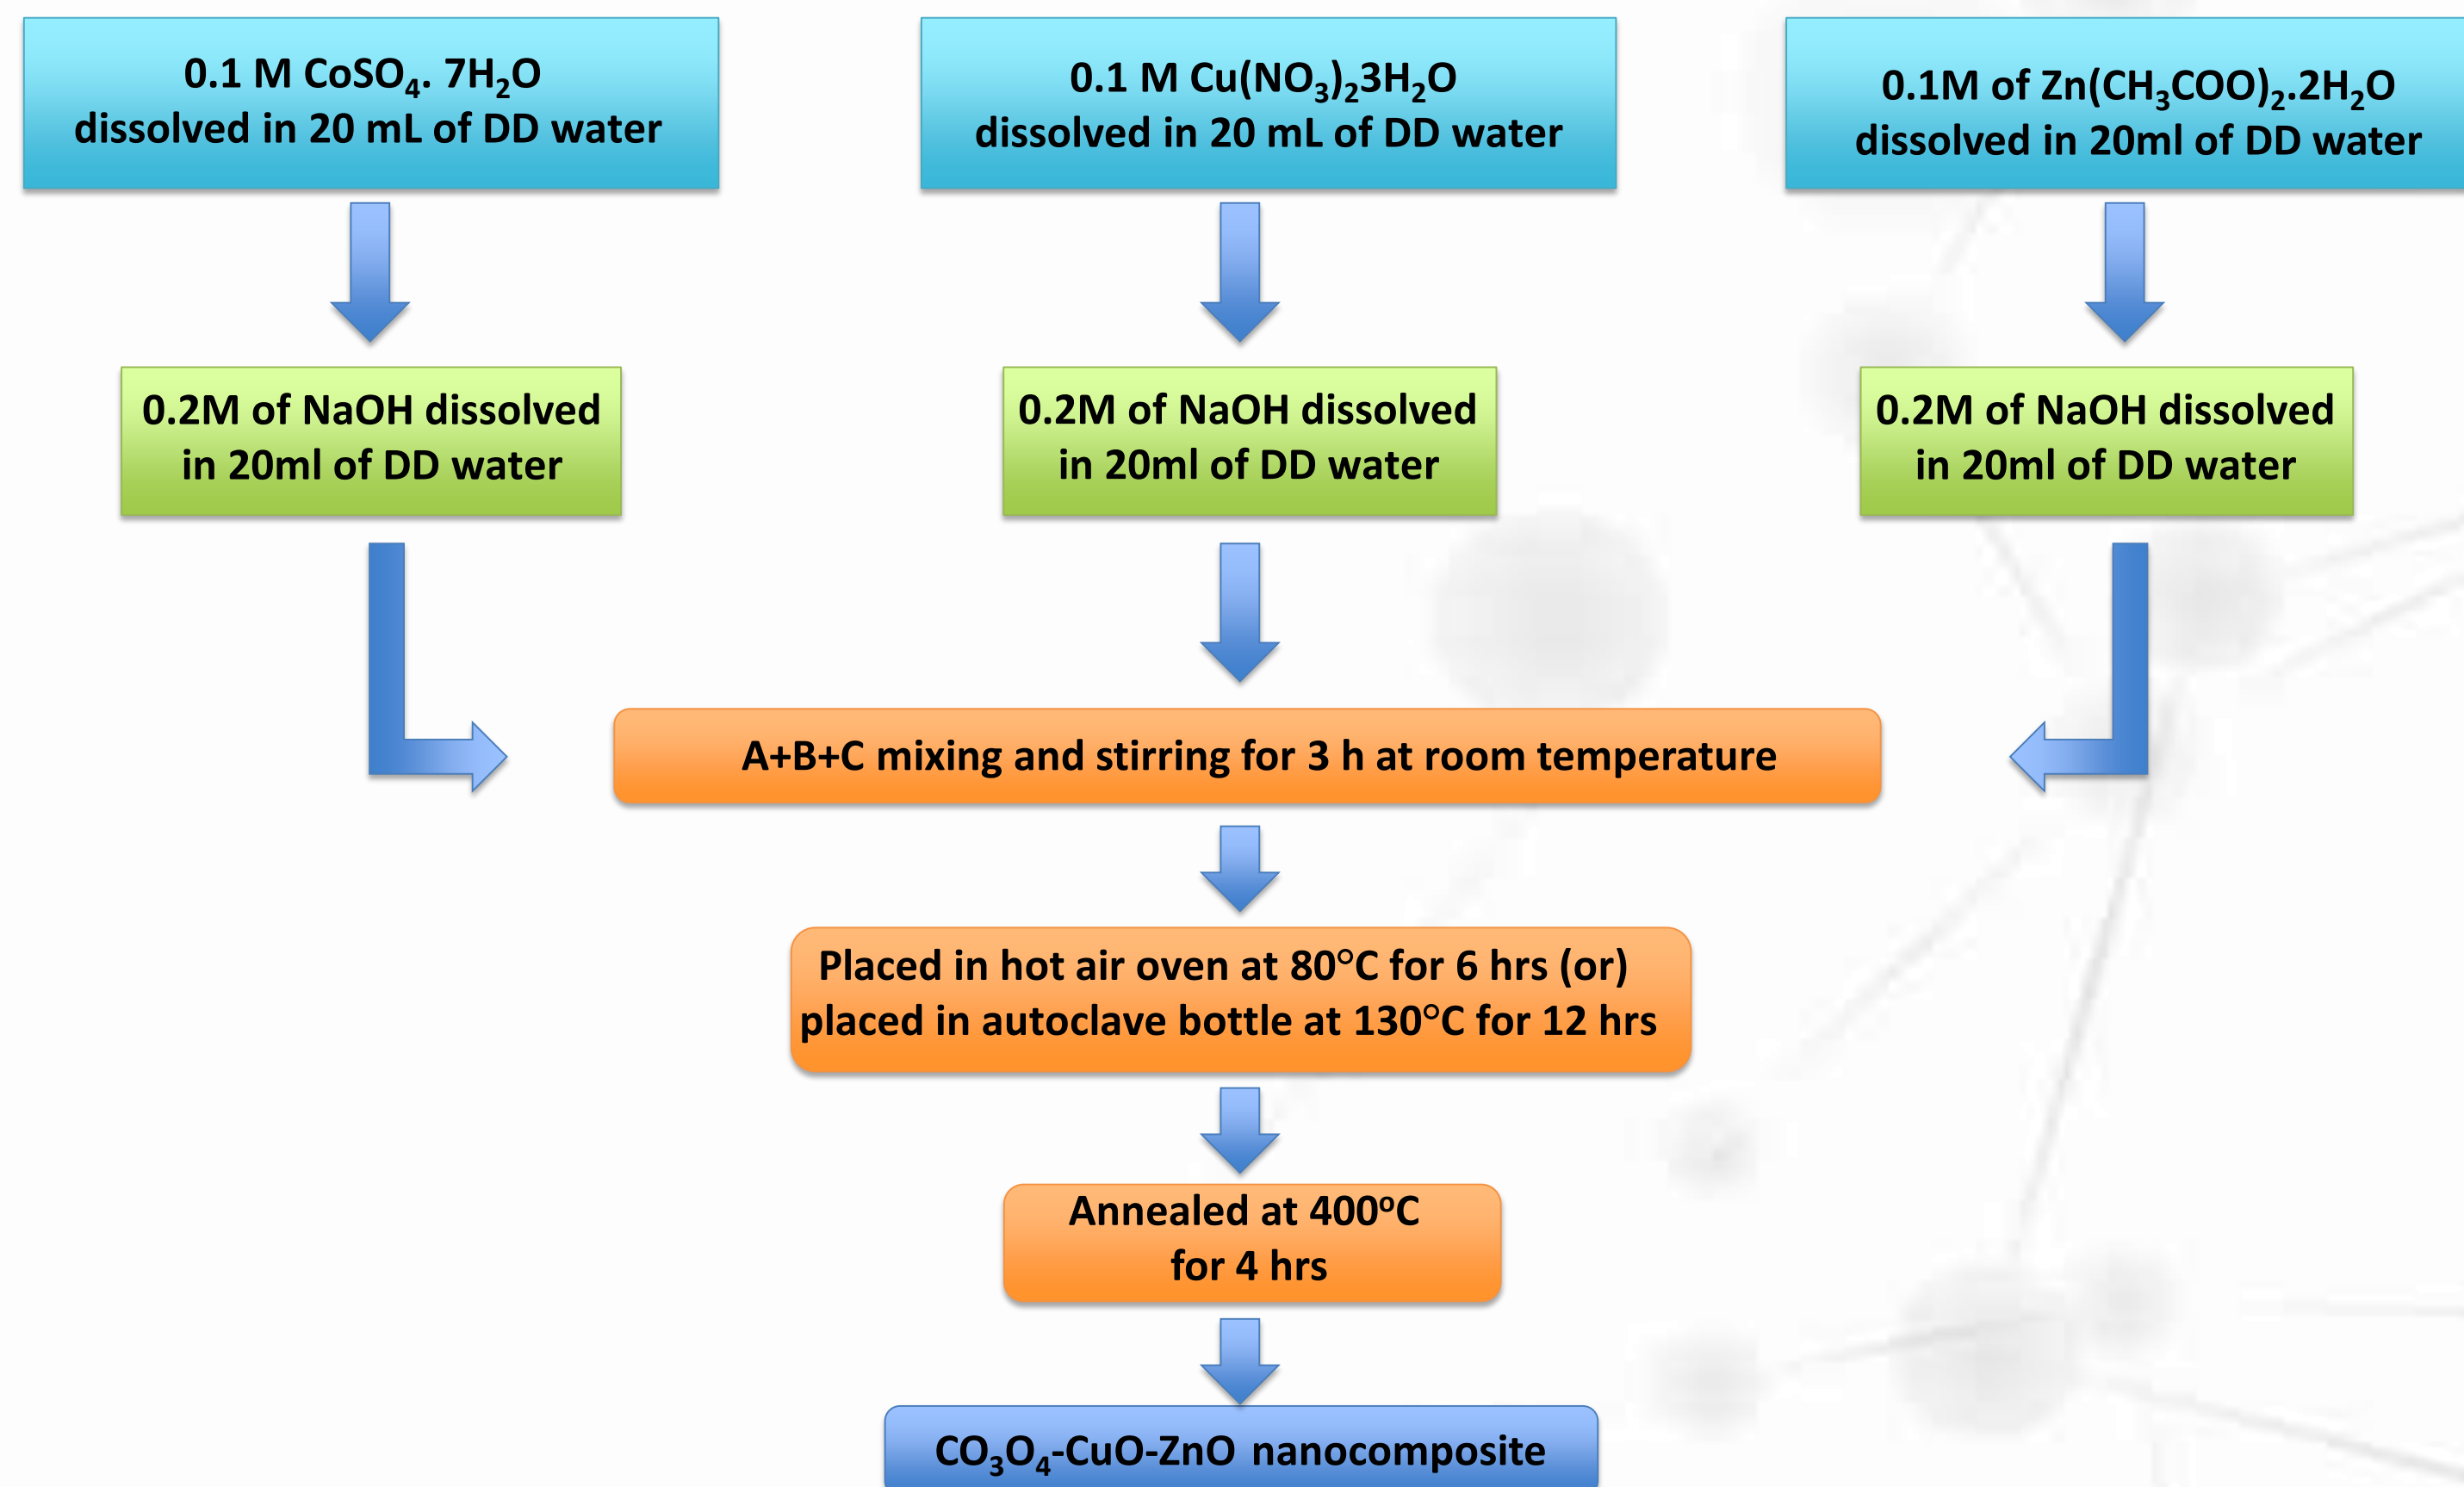 0.1 M CoSO₄. 7H₂O
dissolved in 20 mL of DD water
0.1 M Cu(NO₃)₂3H₂O
dissolved in 20 mL of DD water
0.1M of Zn(CH₃COO)₂.2H₂O
dissolved in 20ml of DD water
0.2M of NaOH dissolved
in 20ml of DD water
0.2M of NaOH dissolved
in 20ml of DD water
0.2M of NaOH dissolved
in 20ml of DD water
A+B+C mixing and stirring for 3 h at room temperature
Placed in hot air oven at 80°C for 6 hrs (or)
placed in autoclave bottle at 130°C for 12 hrs
Annealed at 400ºC
for 4 hrs
CO₃O₄-CuO-ZnO nanocomposite